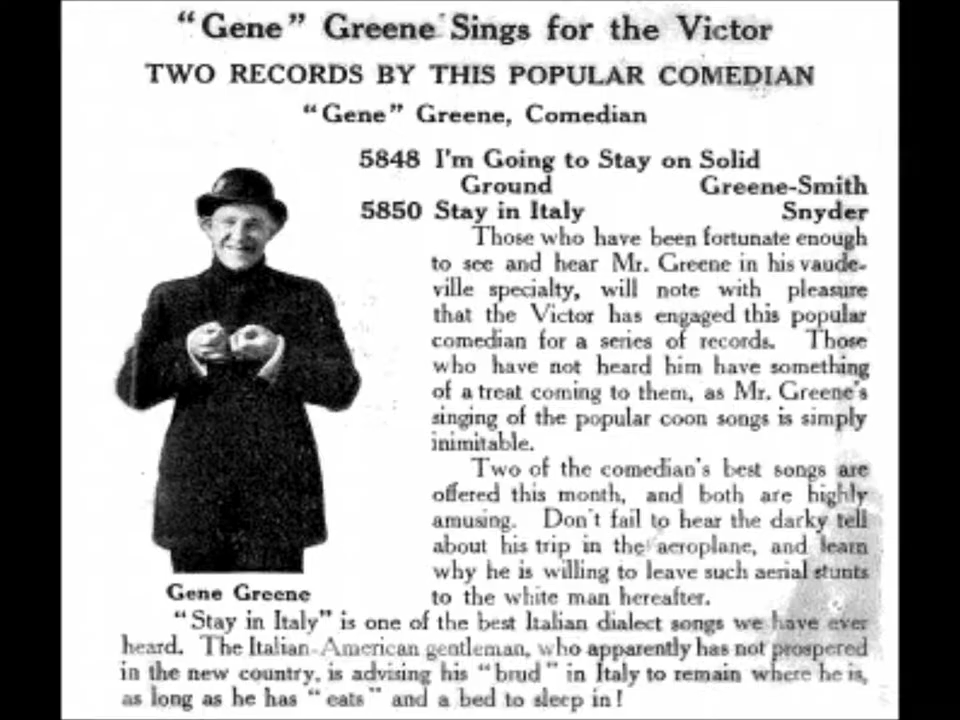 "Gene" Greene Sings for the Victor
TWO RECORDS BY THIS POPULAR COMEDIAN
"Gene" Greene, Comedian
5848 I'm Going to Stay on Solid
Ground Greene-Smith
5850 Stay in Italy Snyder
Those who have been fortunate enough
to see and hear Mr. Greene in his vaude-
ville specialty, will note with pleasure
that the Victor has engaged this popular
comedian for a series of records. Those
who have not heard him have something
of a treat coming to them, as Mr. Greene's
singing of the popular coon songs is simply
inimitable.
Two of the comedian's best songs are
offered this month, and both are highly
amusing. Don't fail to hear the darky tell
about his trip in the aeroplane, and learn
why he is willing to leave such aerial stunts
to the white man hereafter.
Gene Greene
"Stay in Italy" is one of the best Italian dialect songs we have ever
heard. The Italian-American gentleman, who apparently has not prospered
in the new country, is advising his "brud" in Italy to remain where he is,
as long as he has "eats" and a bed to sleep in!